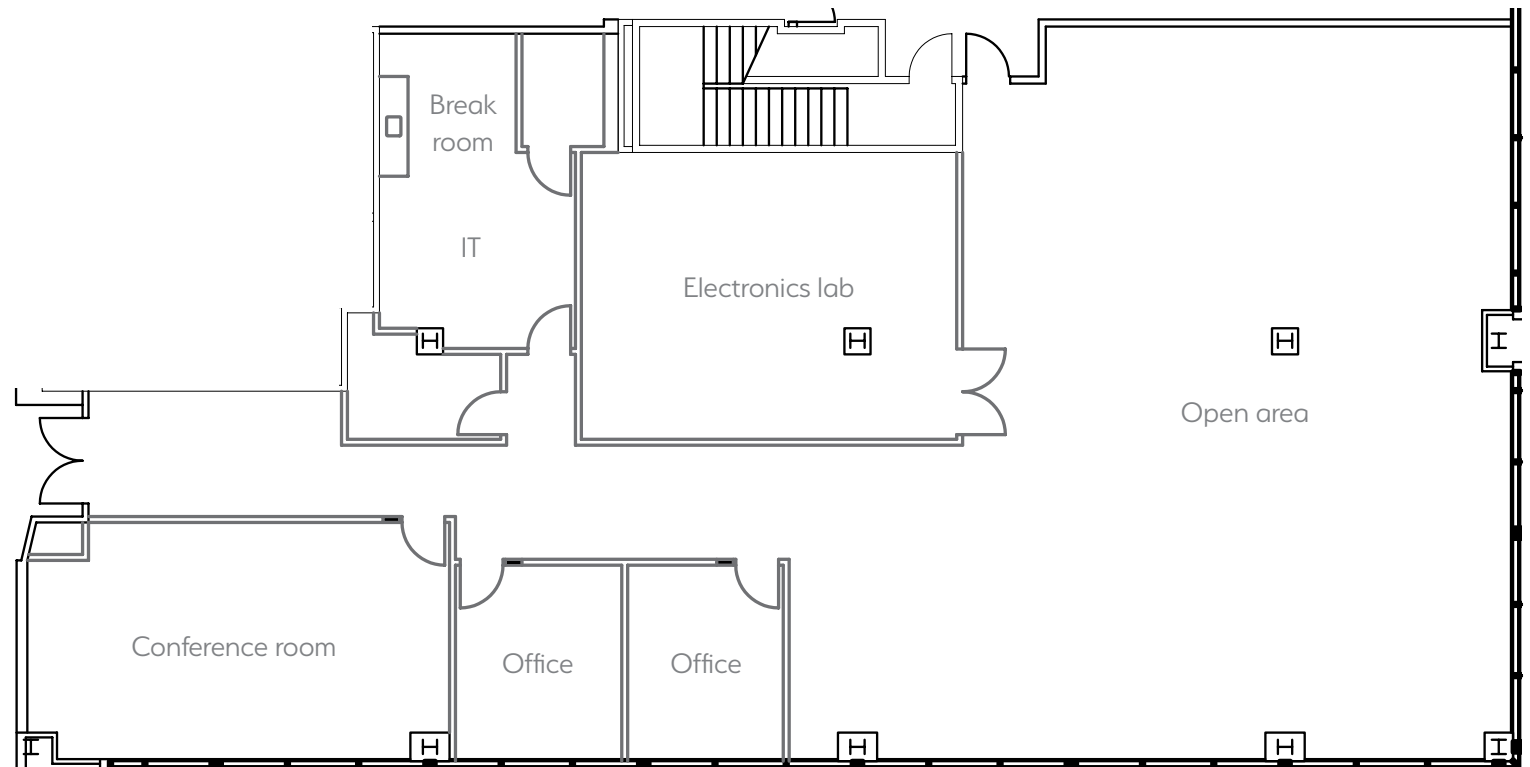 Break
room
IT
Electronics lab
Open area
Conference room
Office
Office